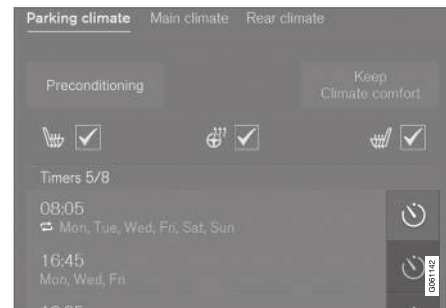 Parking climate Main climate Rear climate
Preconditioning
Keep
Climate comfort
Timers 5/8
08:05
Mon, Tue, Wed, Fri, Sat, Sun
16:45
Mon, Wed, Fri
G061142